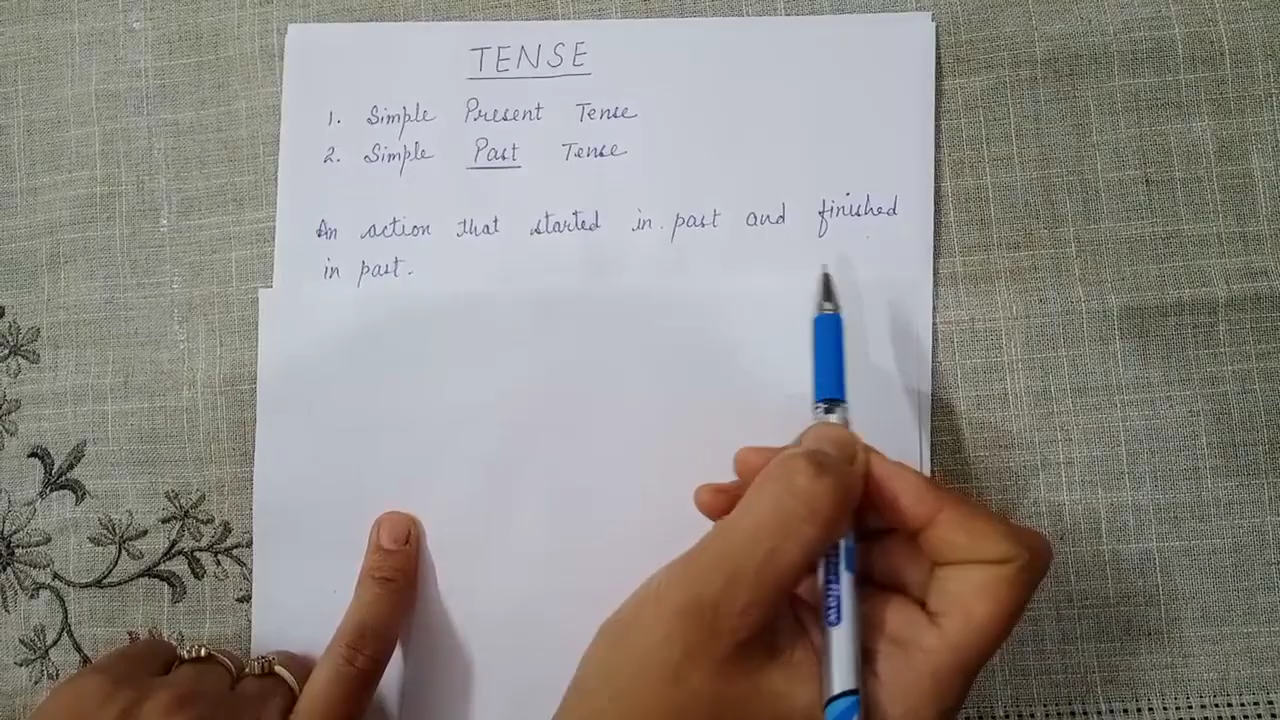 TENSE
1. Simple Present Tense
2. Simple Past Tense
An action that started in past and finished
in past.